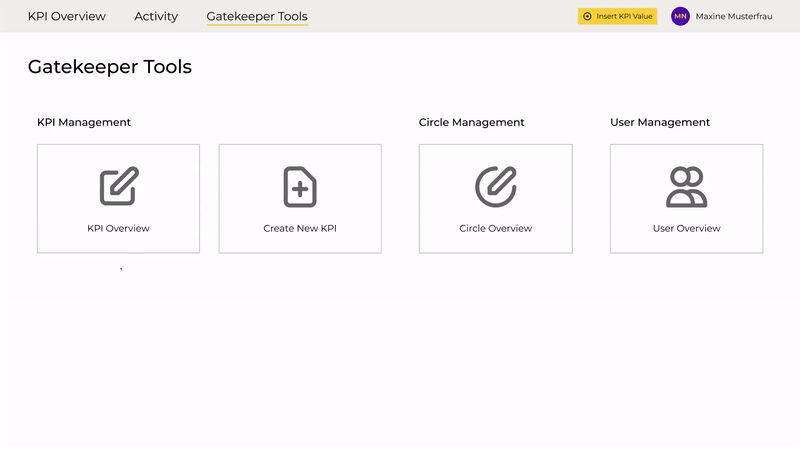 KPI Overview Activity Gatekeeper Tools Insert KPI Value MN Maxine Musterfrau
Gatekeeper Tools
KPI Management Circle Management User Management
KPI Overview Create New KPI Circle Overview User Overview